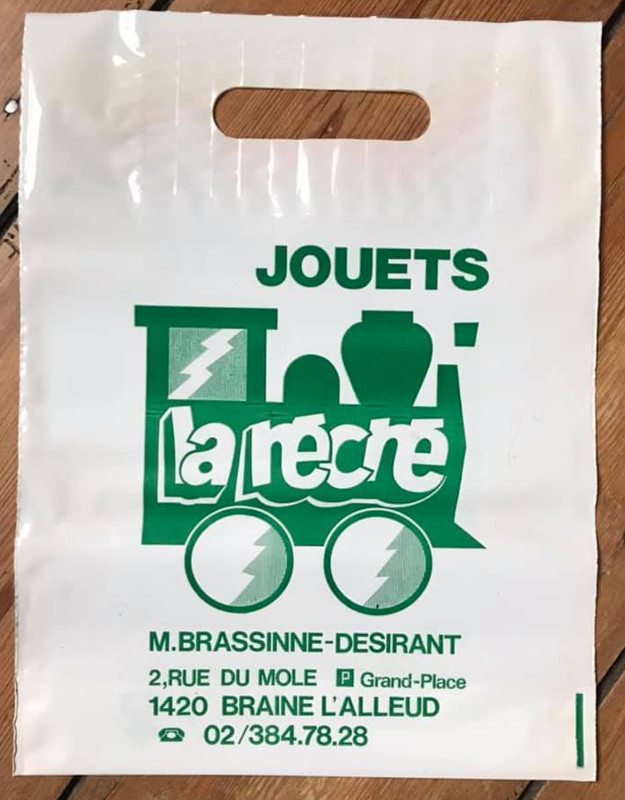 JOUETS
la récré
M.BRASSINNE-DESIRANT
2,RUE DU MOLE P Grand-Place
1420 BRAINE L'ALLEUD
☎ 02/384.78.28